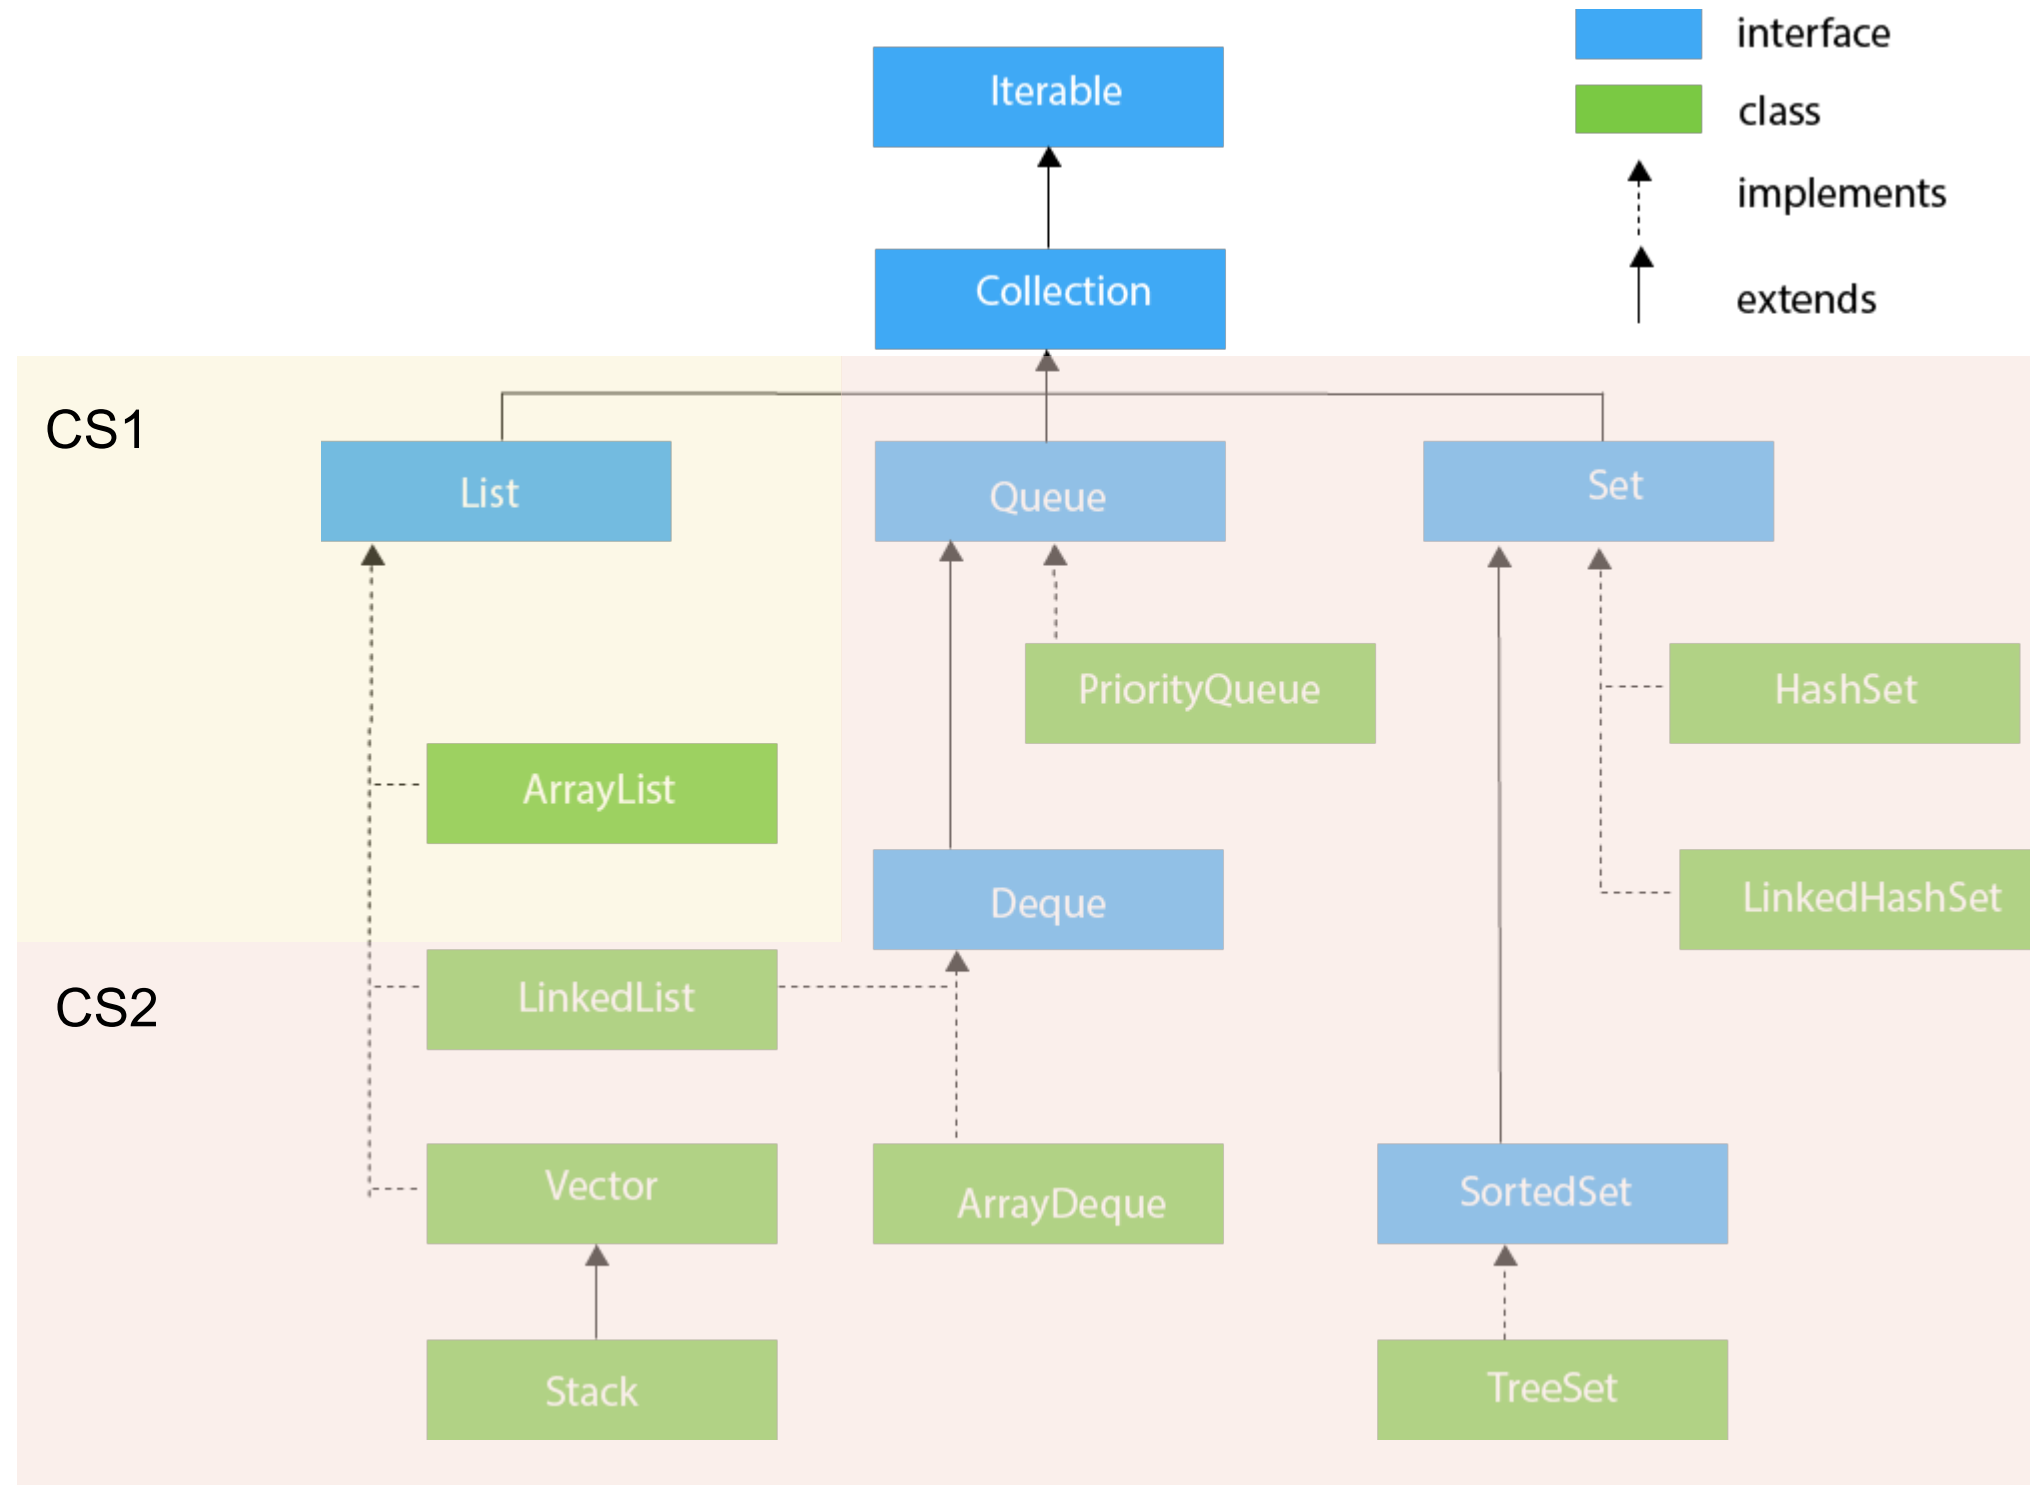 interface
Iterable
class
implements
Collection
extends
CS1
List
Queue
Set
PriorityQueue
HashSet
ArrayList
Deque
LinkedHashSet
LinkedList
CS2
Vector
ArrayDeque
SortedSet
Stack
TreeSet